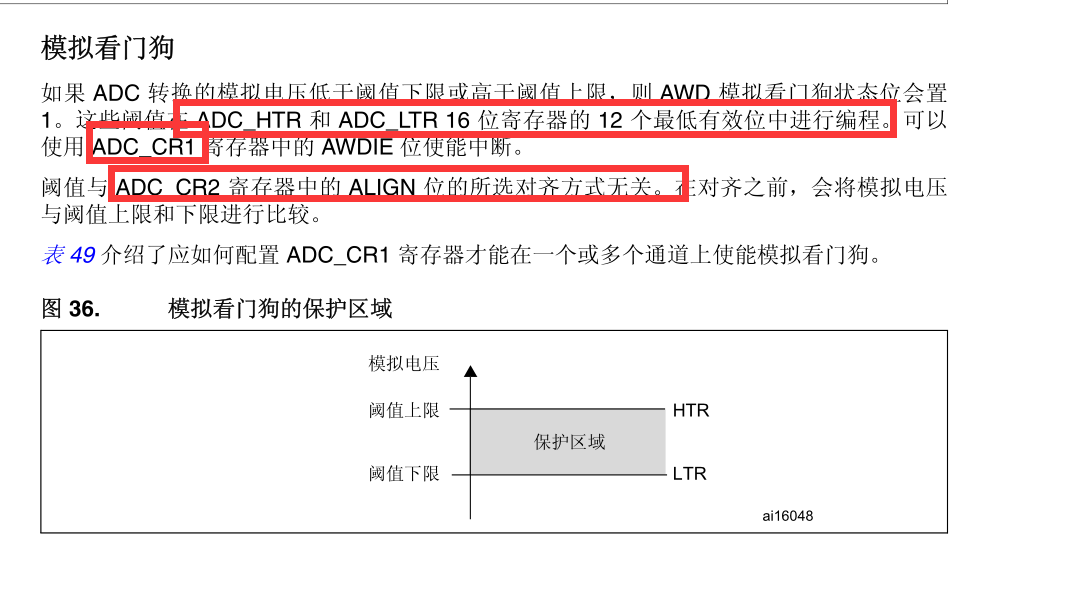 模拟看门狗
如果 ADC 转换的模拟电压低于阈值下限或高于阈值上限，则 AWD 模拟看门狗状态位会置
1。这些阈值在 ADC_HTR 和 ADC_LTR 16 位寄存器的 12 个最低有效位中进行编程。可以
使用 ADC_CR1 寄存器中的 AWDIE 位使能中断。
阈值与 ADC_CR2 寄存器中的 ALIGN 位的所选对齐方式无关。在对齐之前，会将模拟电压
与阈值上限和下限进行比较。
表 49 介绍了应如何配置 ADC_CR1 寄存器才能在一个或多个通道上使能模拟看门狗。
图 36. 模拟看门狗的保护区域
模拟电压
阈值上限 HTR
保护区域
阈值下限 LTR
ai16048